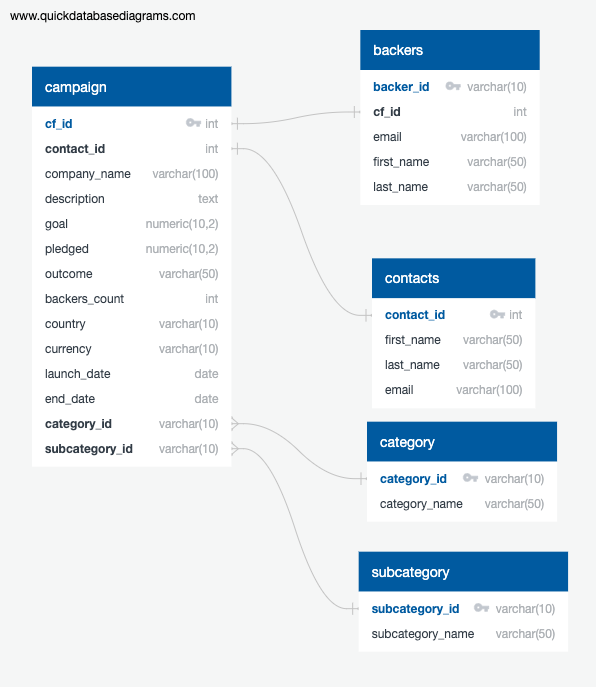 www.quickdatabasediagrams.com
campaign
cf_id int
contact_id int
company_name varchar(100)
description text
goal numeric(10,2)
pledged numeric(10,2)
outcome varchar(50)
backers_count int
country varchar(10)
currency varchar(10)
launch_date date
end_date date
category_id varchar(10)
subcategory_id varchar(10)
backers
backer_id varchar(10)
cf_id int
email varchar(100)
first_name varchar(50)
last_name varchar(50)
contacts
contact_id int
first_name varchar(50)
last_name varchar(50)
email varchar(100)
category
category_id varchar(10)
category_name varchar(50)
subcategory
subcategory_id varchar(10)
subcategory_name varchar(50)